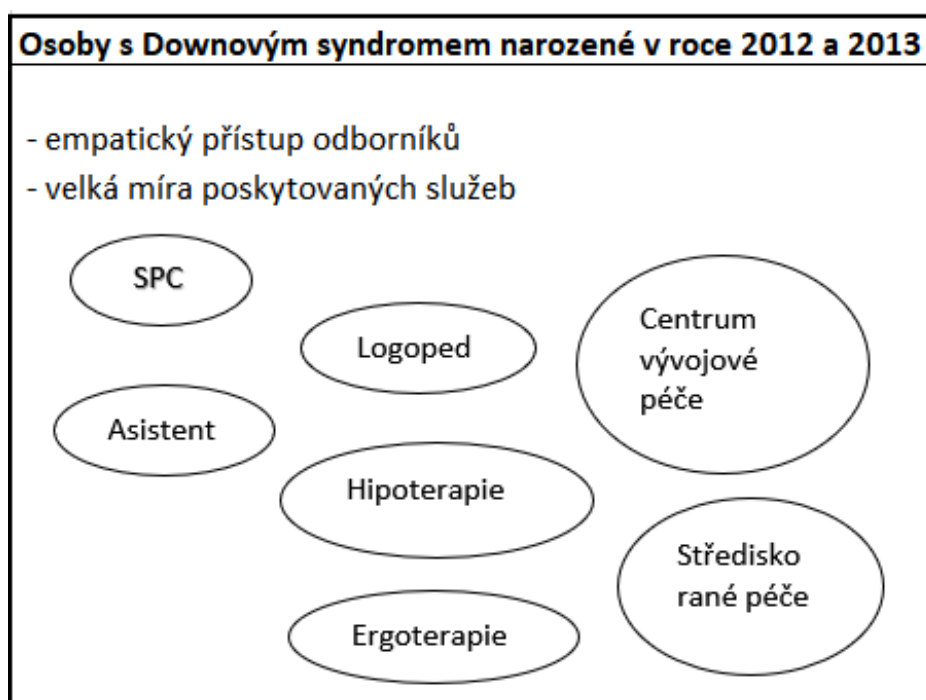 Osoby s Downovým syndromem narozené v roce 2012 a 2013
- empatický přístup odborníků
- velká míra poskytovaných služeb
SPC
Logoped
Centrum
vývojové
péče
Asistent
Hipoterapie
Středisko
rané péče
Ergoterapie